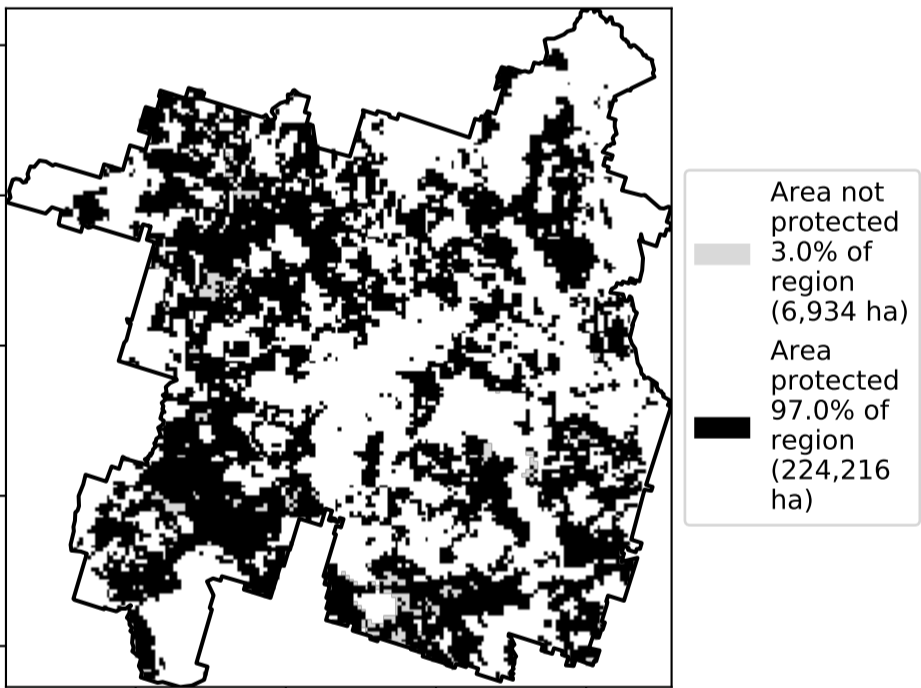 Area not
protected
3.0% of
region
(6,934 ha)
Area
protected
97.0% of
region
(224,216
ha)